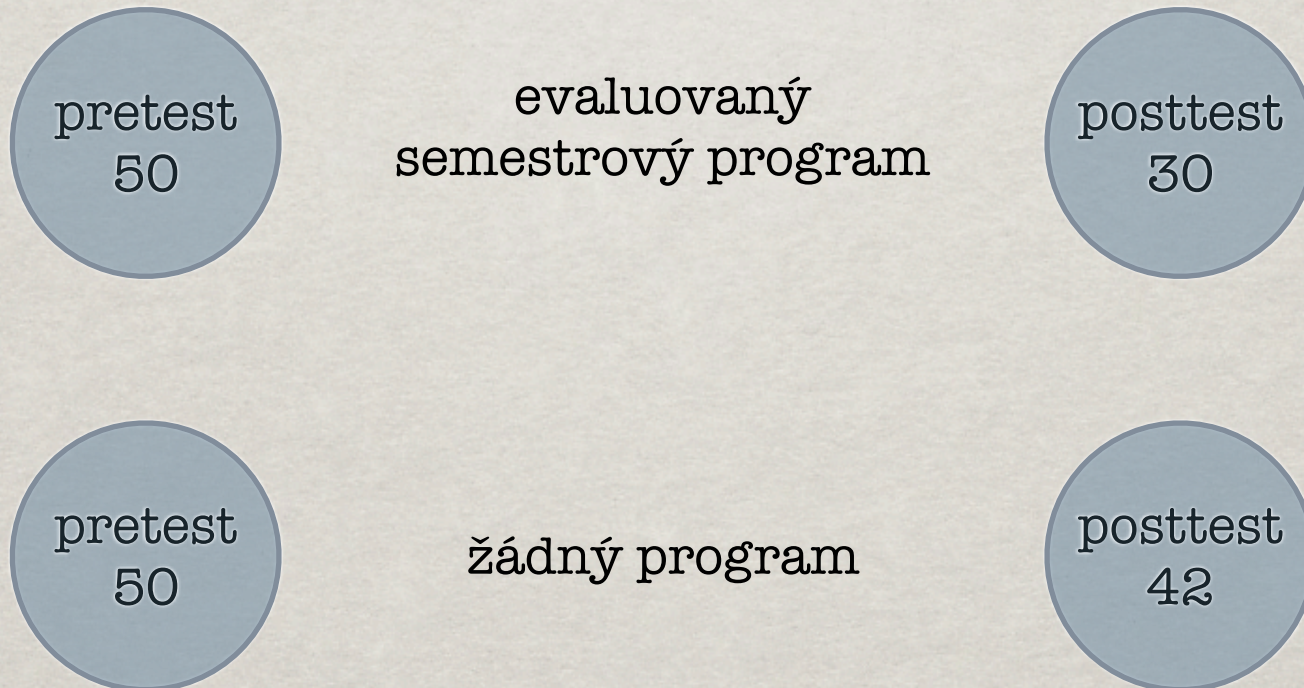 pretest
50
evaluovaný
semestrový program
posttest
30
pretest
50
žádný program
posttest
42